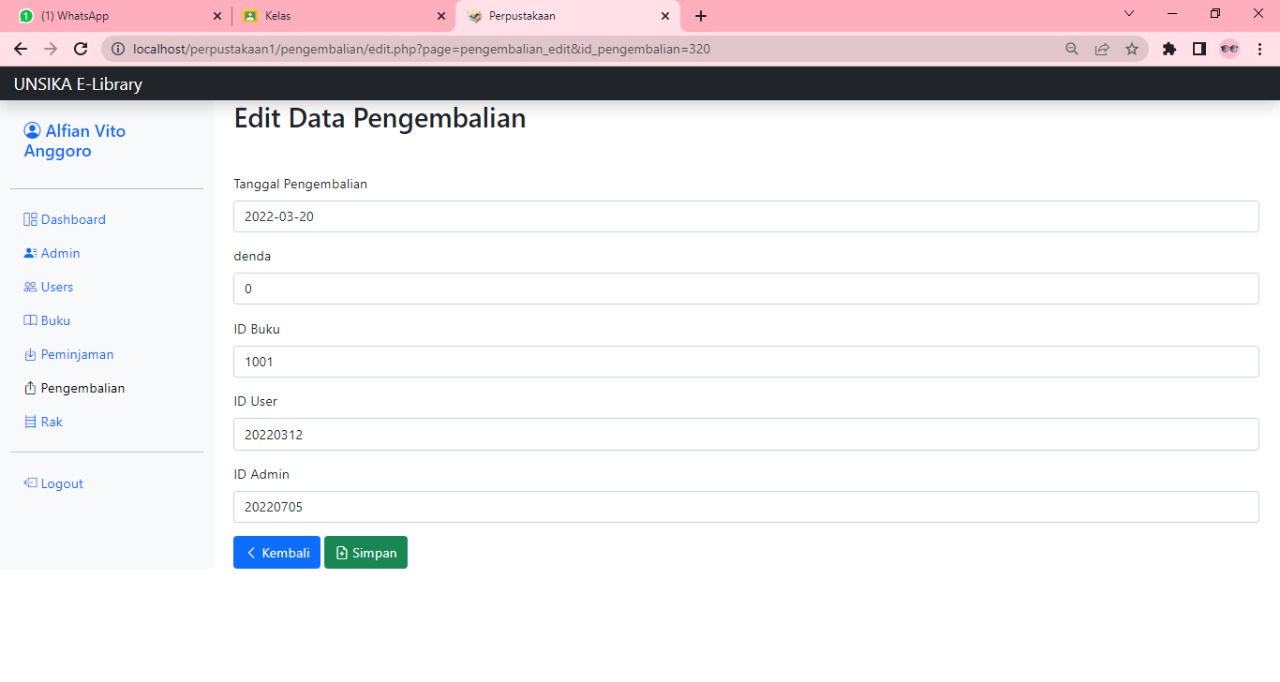 (1) WhatsApp
Kelas
Perpustakaan
localhost/perpustakaan1/pengembalian/edit.php?page=pengembalian_edit&id_pengembalian=320
UNSIKA E-Library
Alfian Vito
Anggoro
Dashboard
Admin
Users
Buku
Peminjaman
Pengembalian
Rak
Logout
Edit Data Pengembalian
Tanggal Pengembalian
2022-03-20
denda
0
ID Buku
1001
ID User
20220312
ID Admin
20220705
Kembali
Simpan